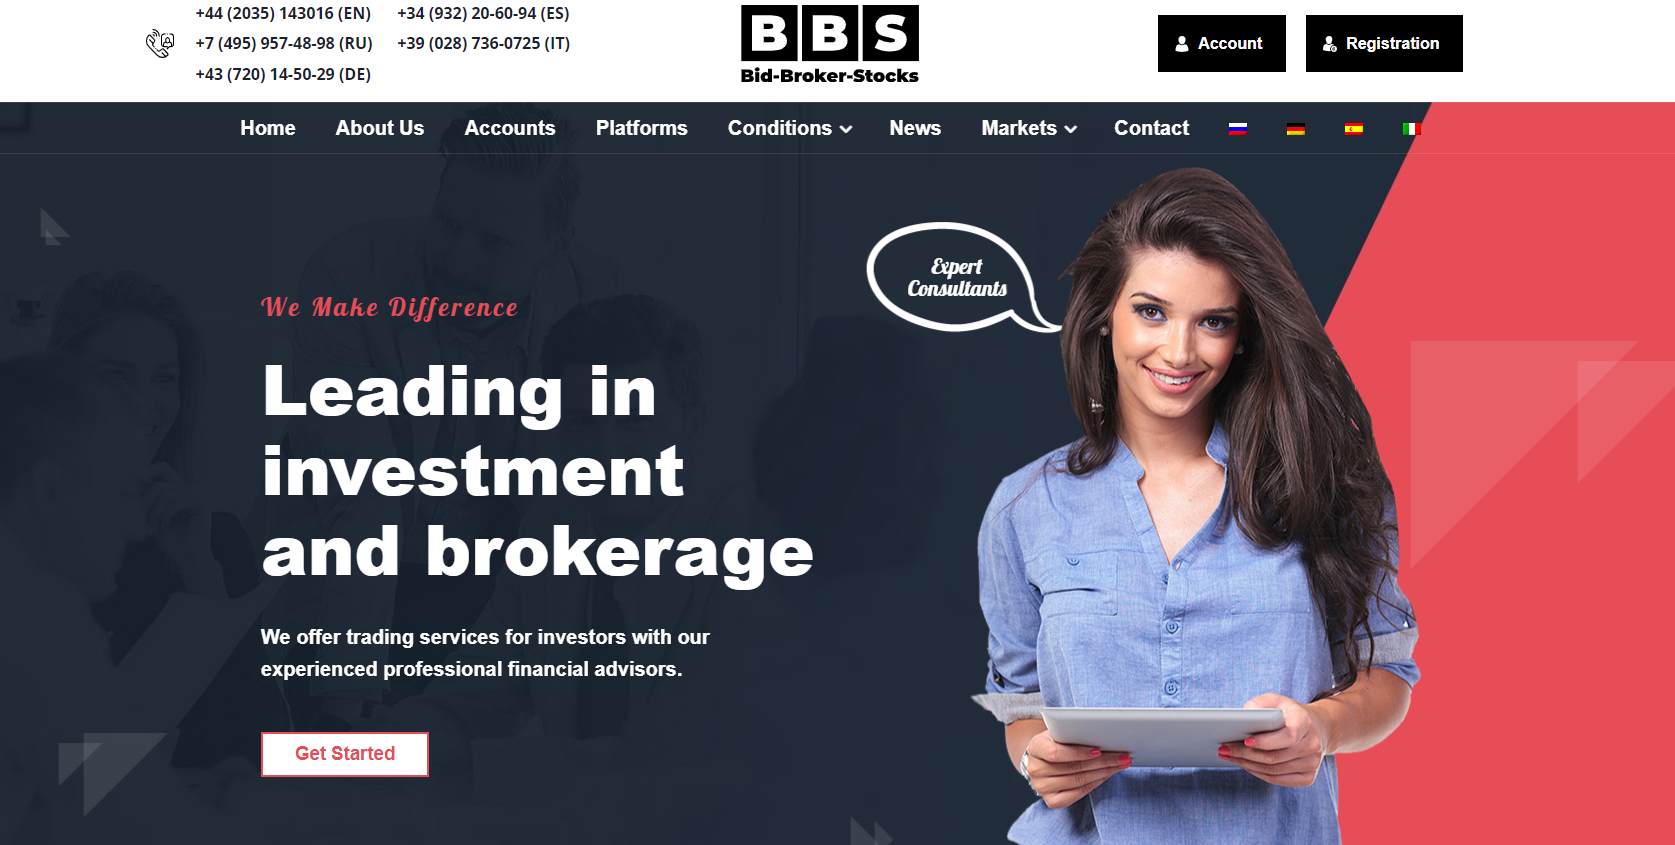 +44 (2035) 143016 (EN) +34 (932) 20-60-94 (ES)
+7 (495) 957-48-98 (RU) +39 (028) 736-0725 (IT)
+43 (720) 14-50-29 (DE)
BBS
Bid-Broker-Stocks
Account
Registration
Home About Us Accounts Platforms Conditions News Markets Contact
Expert
Consultants
We Make Difference
Leading in
investment
and brokerage
We offer trading services for investors with our
experienced professional financial advisors.
Get Started